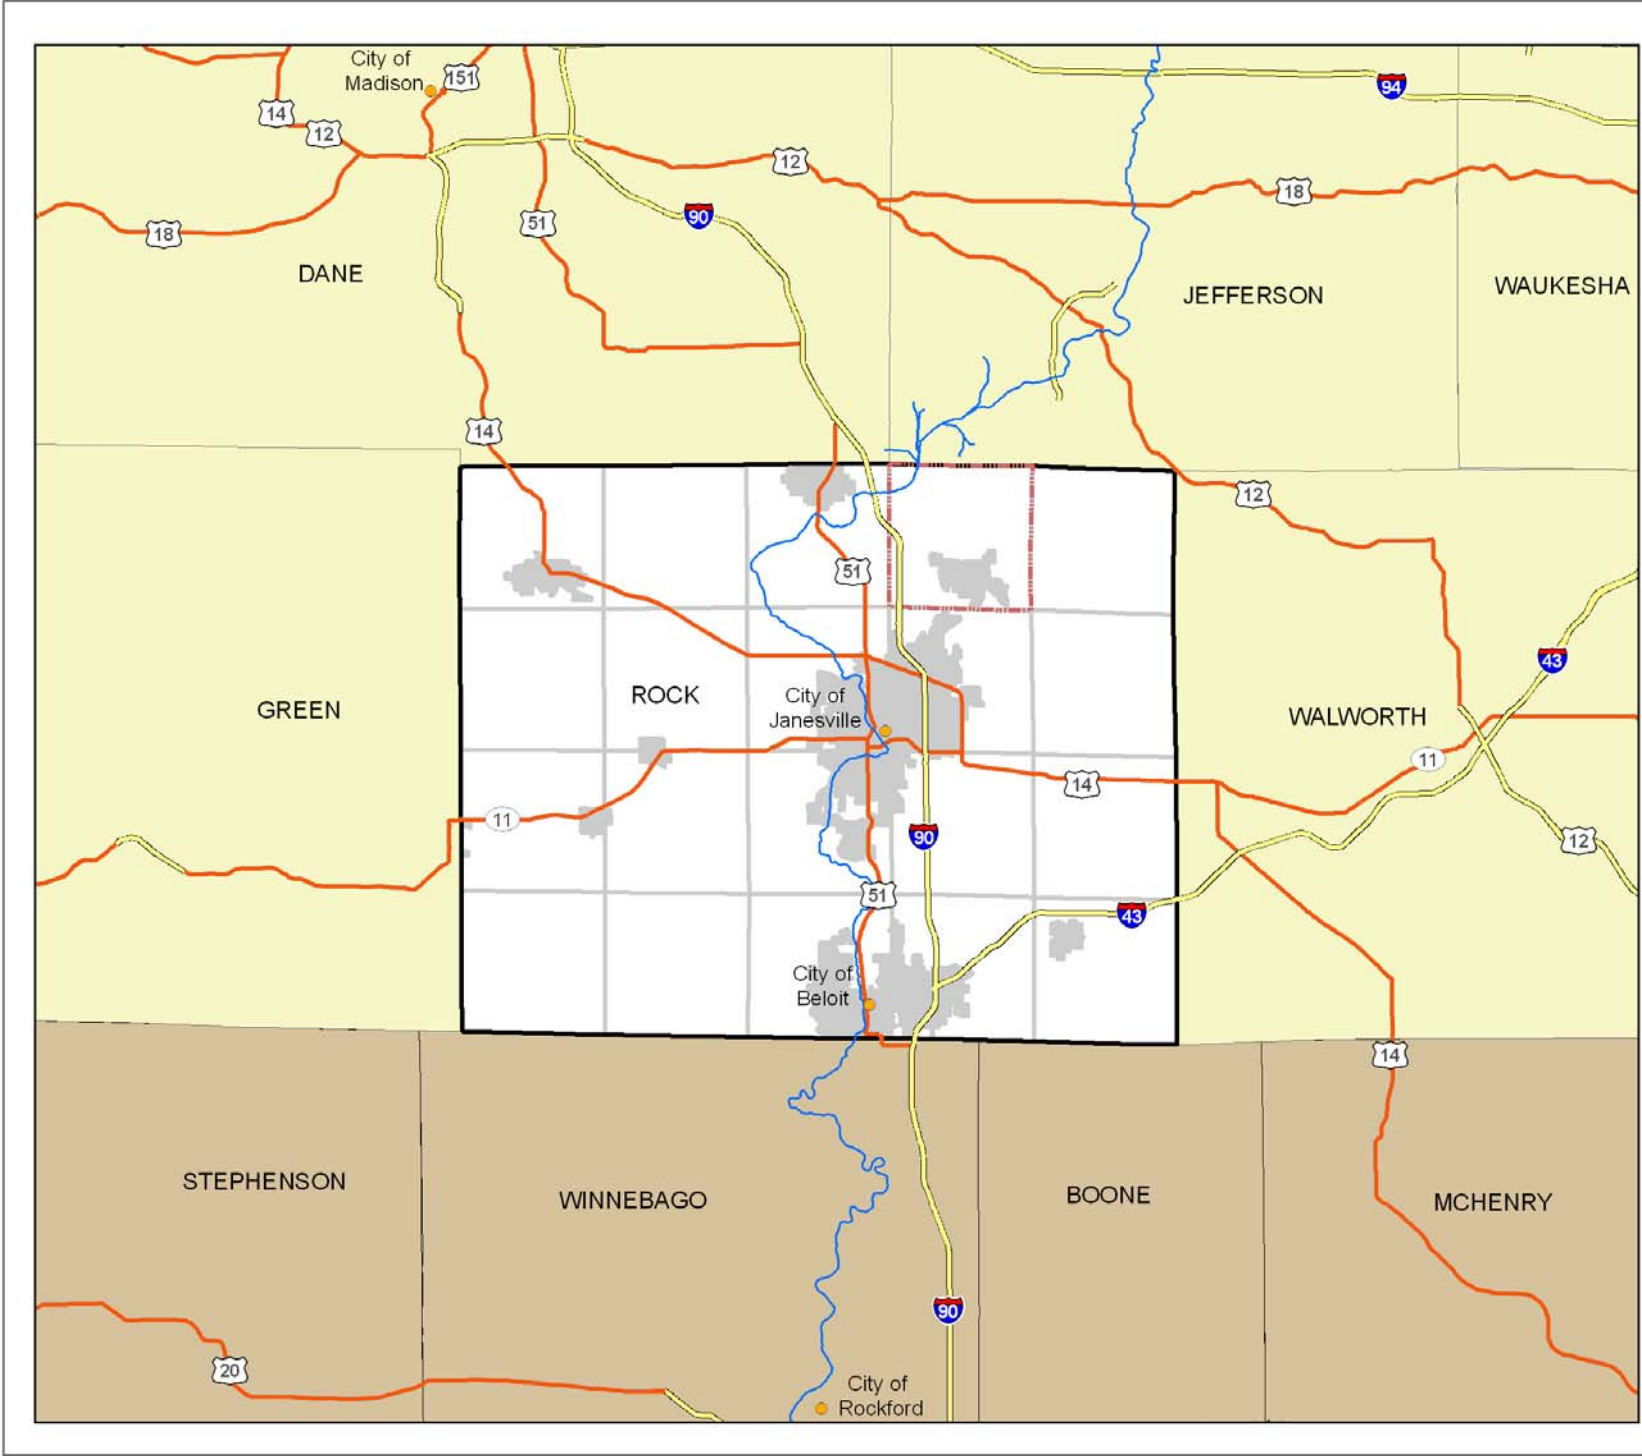 City of
Madison
151
94
14
12
12
18
90
18
51
DANE
WAUKESHA
JEFFERSON
14
12
51
43
ROCK
City of
Janesville
GREEN
WALWORTH
11
14
11
90
12
51
43
City of
Beloit
14
STEPHENSON
WINNEBAGO
BOONE
MCHENRY
90
20
City of
Rockford